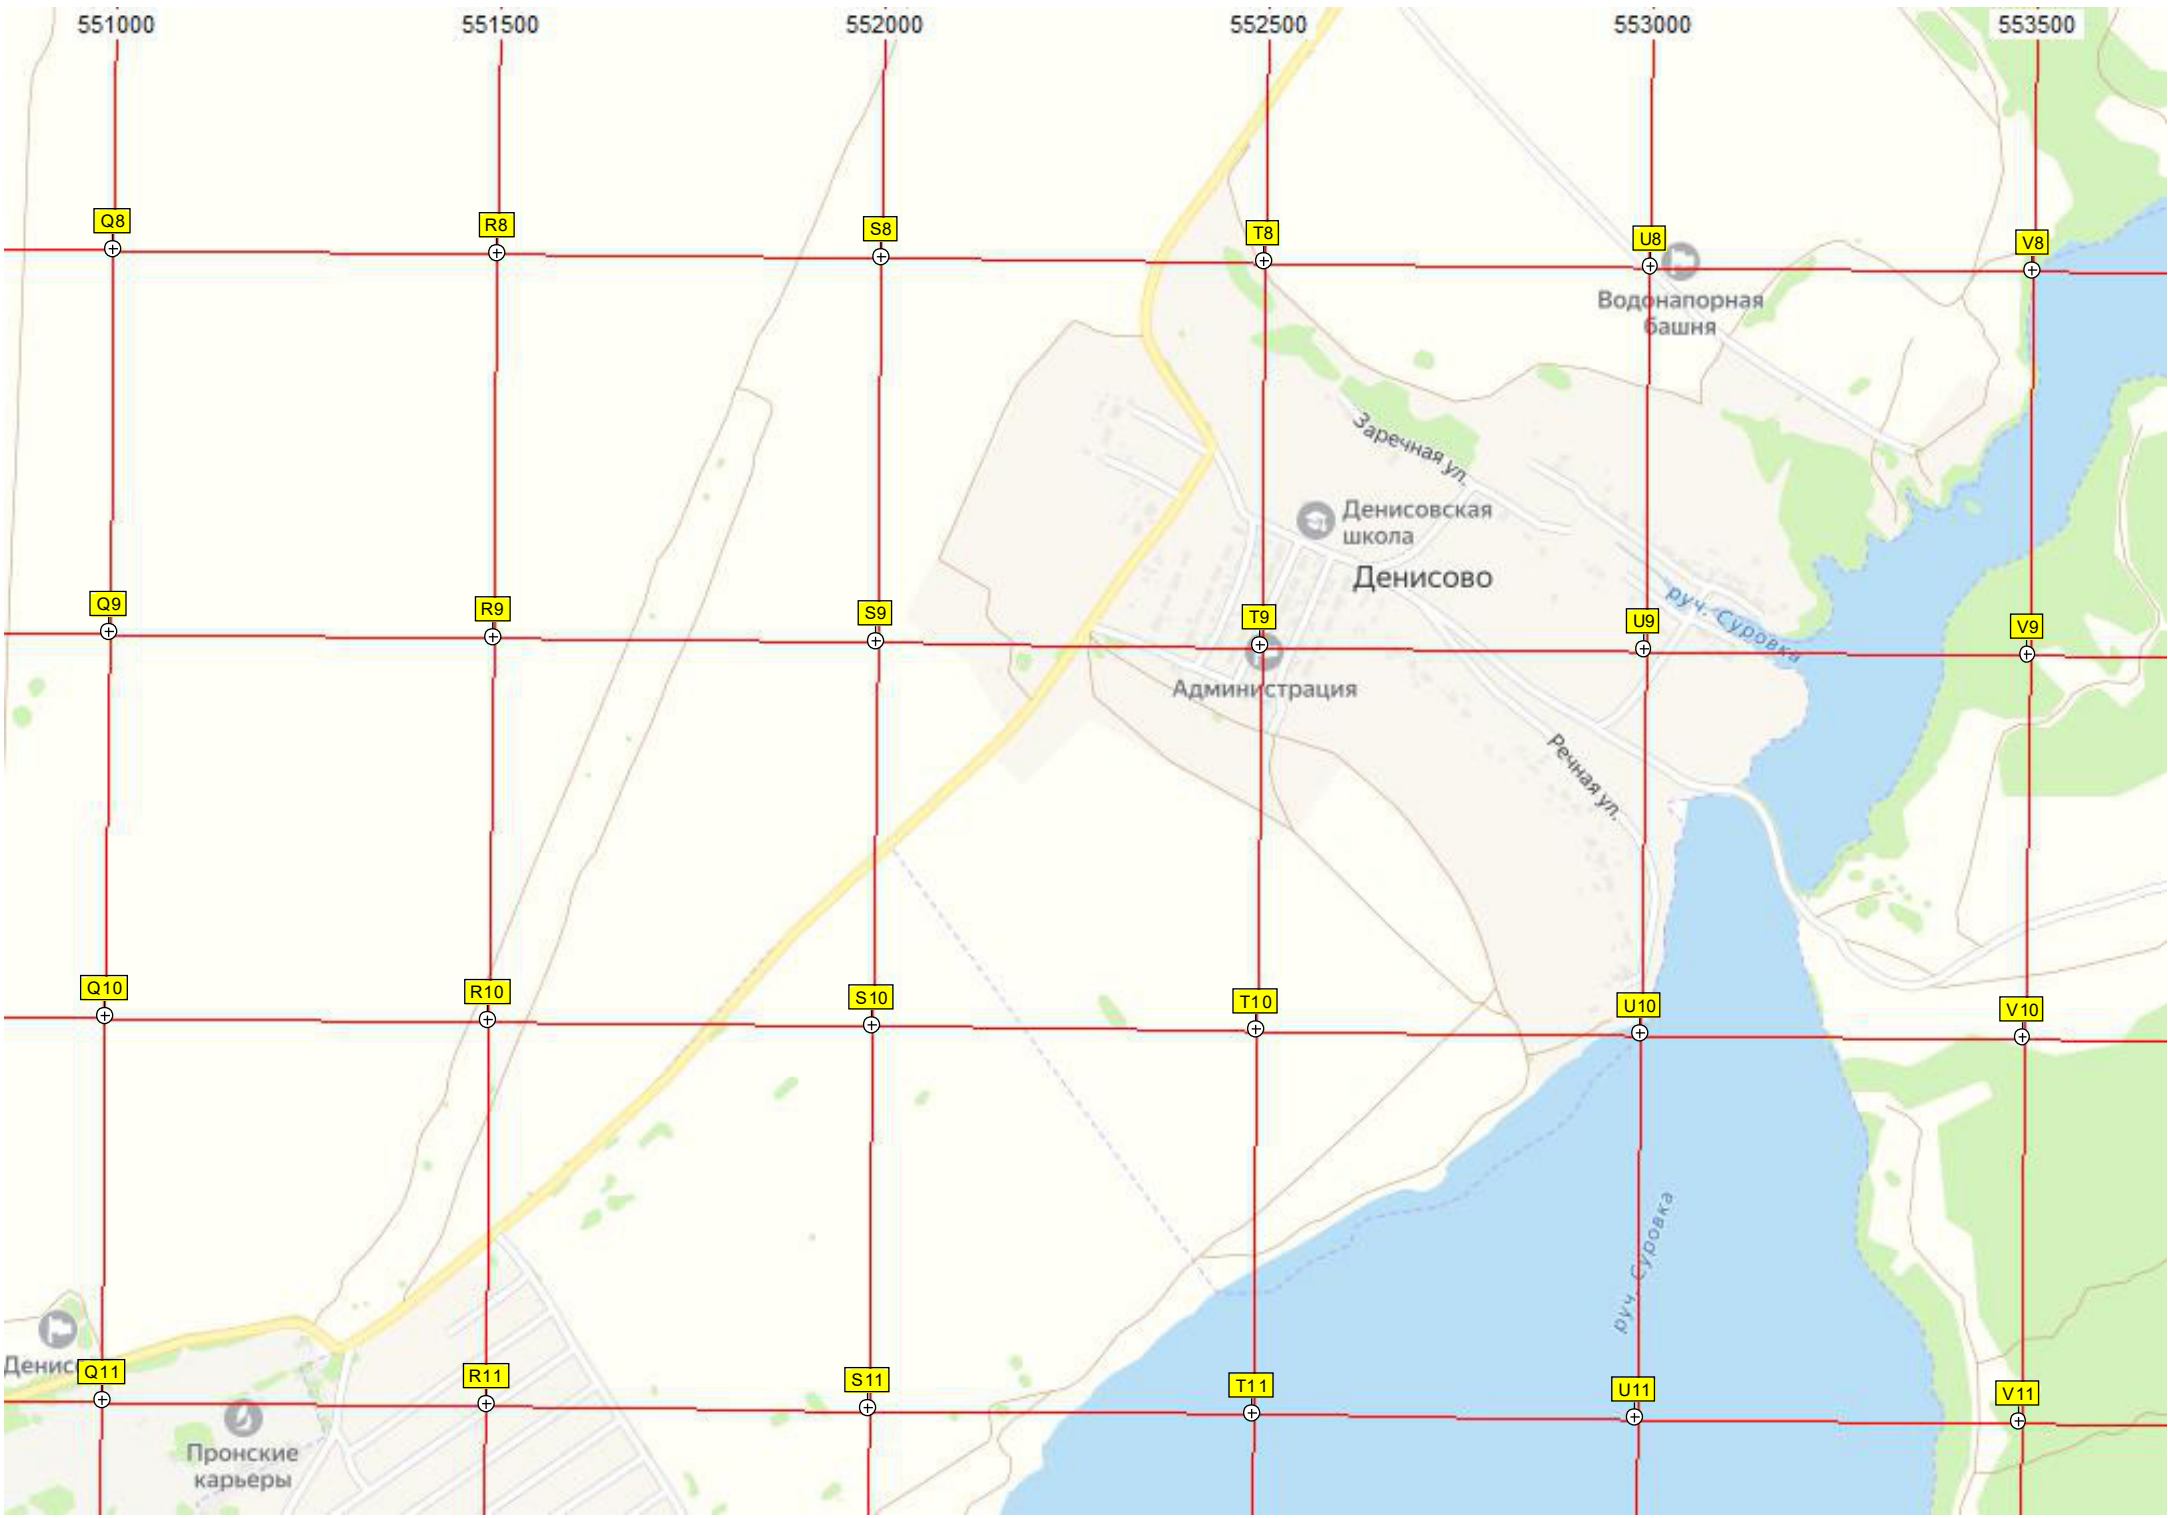 551000 551500 552000 552500 553000 553500
Q8 R8 S8 T8 U8 V8
Водонапорная
башня
Заречная ул.
Денисовская
школа
Денисово
руч. Суровка
Q9 R9 S9 T9 U9 V9
Администрация
Речная ул.
Q10 R10 S10 T10 U10 V10
руч. Суровка
Денис
Q11 R11 S11 T11 U11 V11
Пронские
карьеры